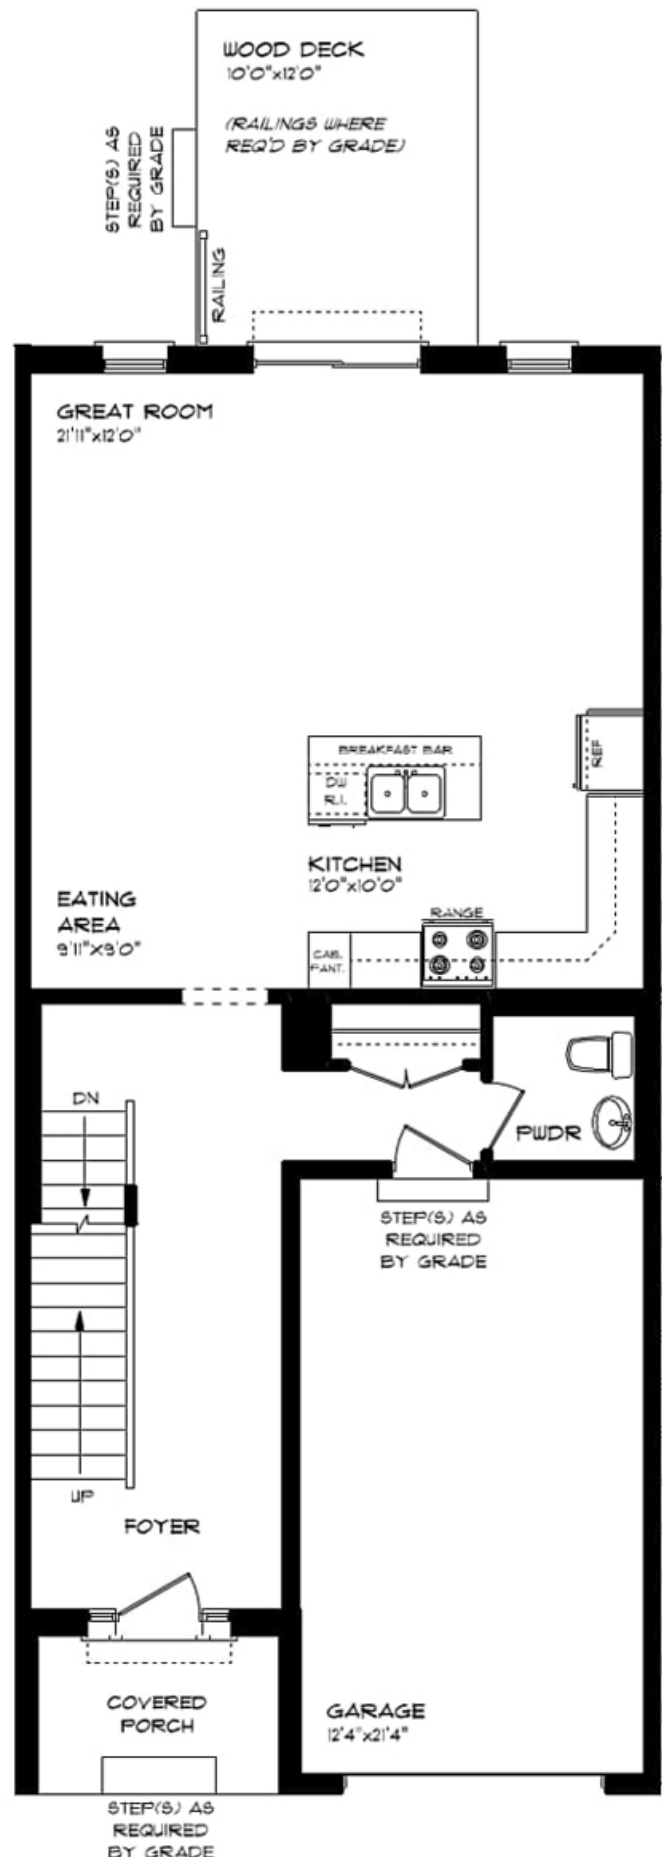 WOOD DECK
10'0"x12'0"
(RAILINGS WHERE
REQ'D BY GRADE)
STEP(S) AS
REQUIRED
BY GRADE
RAILING
GREAT ROOM
21'11"x12'0"
BREAKFAST BAR
DW
R.I.
REF
KITCHEN
12'0"x10'0"
EATING
AREA
9'11"x9'0"
RANGE
CAB.
PANT.
DN
PWDR
STEP(S) AS
REQUIRED
BY GRADE
UP
FOYER
COVERED
PORCH
GARAGE
12'4"x21'4"
STEP(S) AS
REQUIRED
BY GRADE